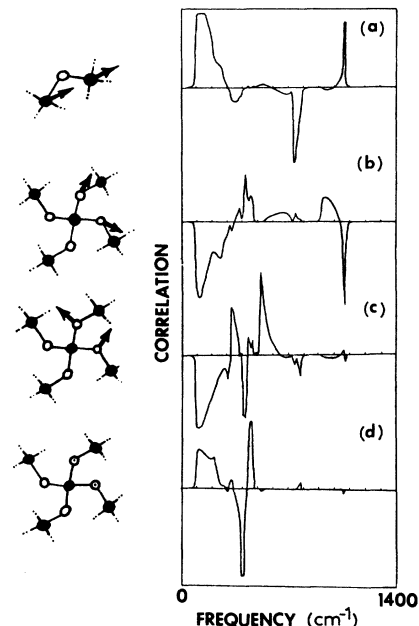 (a)
(b)
(c)
(d)
CORRELATION
0
1400
FREQUENCY (cm⁻¹)